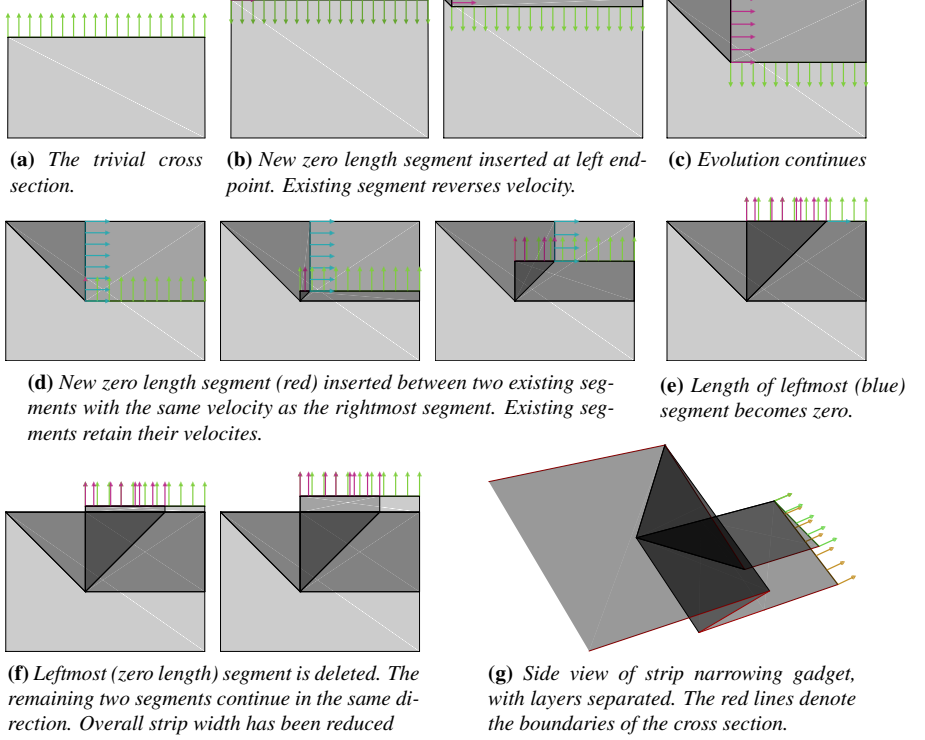 (a) The trivial cross
section.
(b) New zero length segment inserted at left end-
point. Existing segment reverses velocity.
(c) Evolution continues
(d) New zero length segment (red) inserted between two existing seg-
ments with the same velocity as the rightmost segment. Existing seg-
ments retain their velocites.
(e) Length of leftmost (blue)
segment becomes zero.
(f) Leftmost (zero length) segment is deleted. The
remaining two segments continue in the same di-
rection. Overall strip width has been reduced
(g) Side view of strip narrowing gadget,
with layers separated. The red lines denote
the boundaries of the cross section.